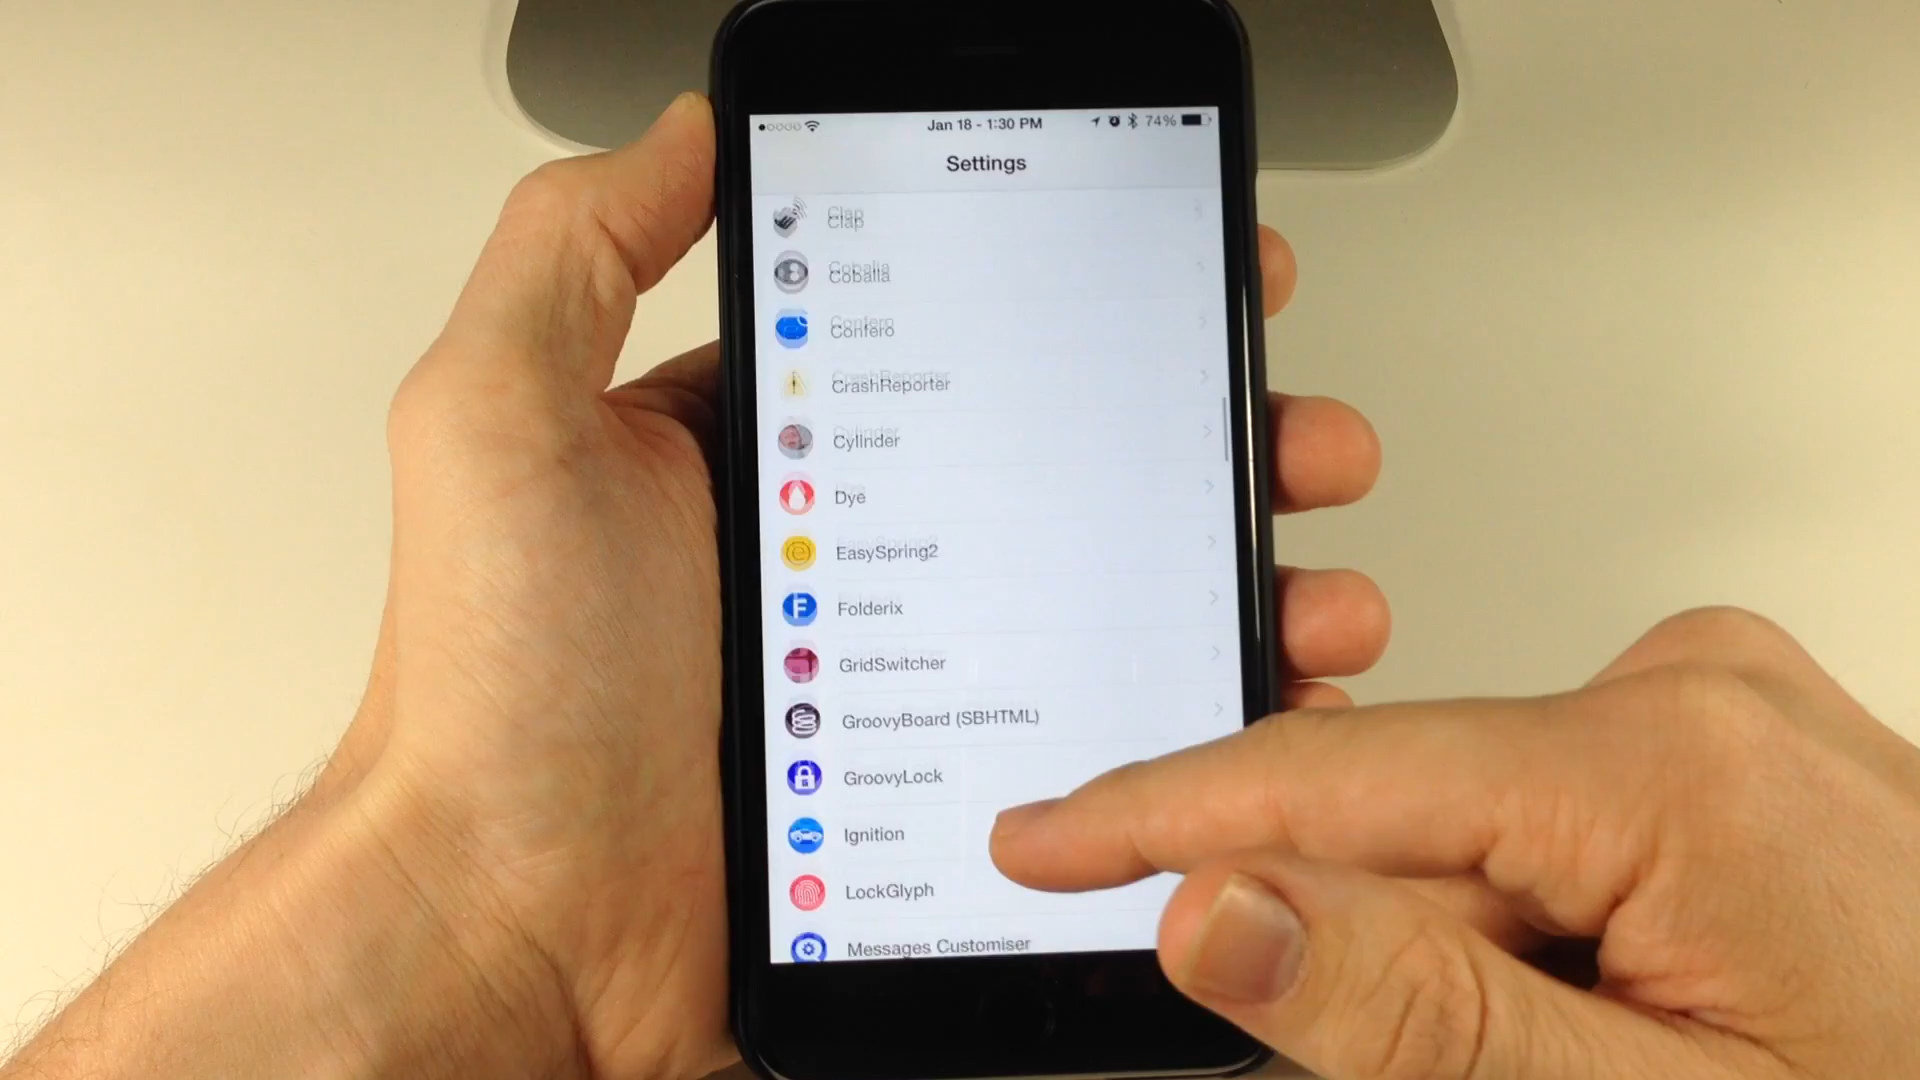 Jan 18 - 1:30 PM
74%
Settings
Clap
Cobalia
Confero
CrashReporter
Cylinder
Dye
EasySpring2
Folderix
GridSwitcher
GroovyBoard (SBHTML)
GroovyLock
Ignition
LockGlyph
Messages Customiser